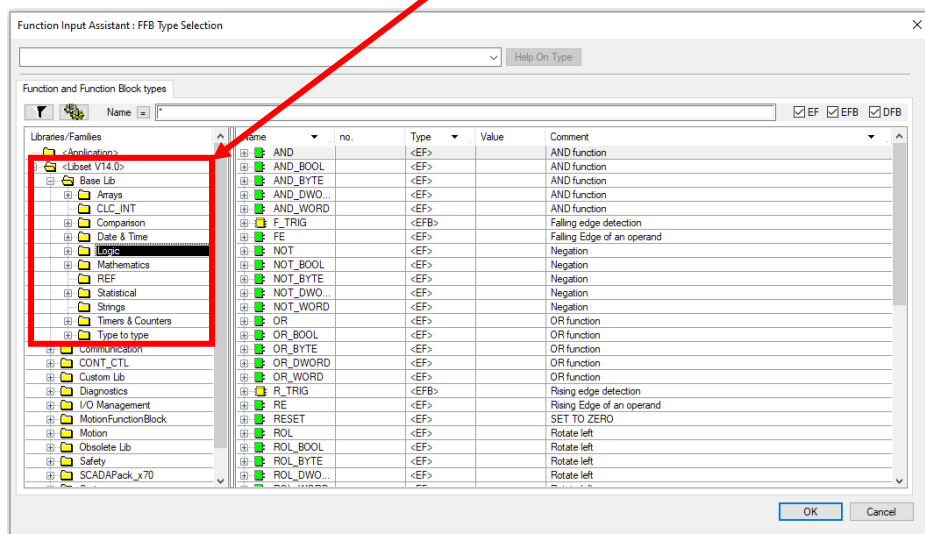 Function Input Assistant : FFB Type Selection
Help On Type
Function and Function Block types
Name = *
EF EFB DFB
Libraries/Families
<Application>
<Libset V14.0>
Base Lib
Arrays
CLC_INT
Comparison
Date & Time
Logic
Mathematics
REF
Statistical
Strings
Timers & Counters
Type to type
Communication
CONT_CTL
Custom Lib
Diagnostics
I/O Management
MotionFunctionBlock
Motion
Obsolete Lib
Safety
SCADAPack_x70
Name no. Type Value Comment
AND <EF> AND function
AND_BOOL <EF> AND function
AND_BYTE <EF> AND function
AND_DWO... <EF> AND function
AND_WORD <EF> AND function
F_TRIG <EFB> Falling edge detection
FE <EF> Falling Edge of an operand
NOT <EF> Negation
NOT_BOOL <EF> Negation
NOT_BYTE <EF> Negation
NOT_DWO... <EF> Negation
NOT_WORD <EF> Negation
OR <EF> OR function
OR_BOOL <EF> OR function
OR_BYTE <EF> OR function
OR_DWORD <EF> OR function
OR_WORD <EF> OR function
R_TRIG <EFB> Rising edge detection
RE <EF> Rising Edge of an operand
RESET <EF> SET TO ZERO
ROL <EF> Rotate left
ROL_BOOL <EF> Rotate left
ROL_BYTE <EF> Rotate left
ROL_DWO... <EF> Rotate left
OK Cancel